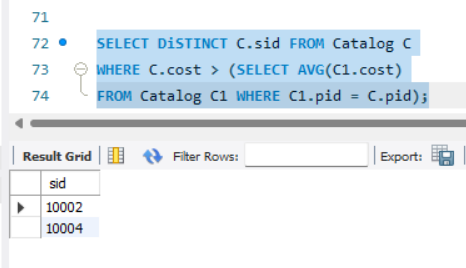 71
72 SELECT DiSTINCT C.sid FROM Catalog C
73 WHERE C.cost > (SELECT AVG(C1.cost)
74 FROM Catalog C1 WHERE C1.pid = C.pid);
Result Grid Filter Rows: Export:
sid
10002
10004